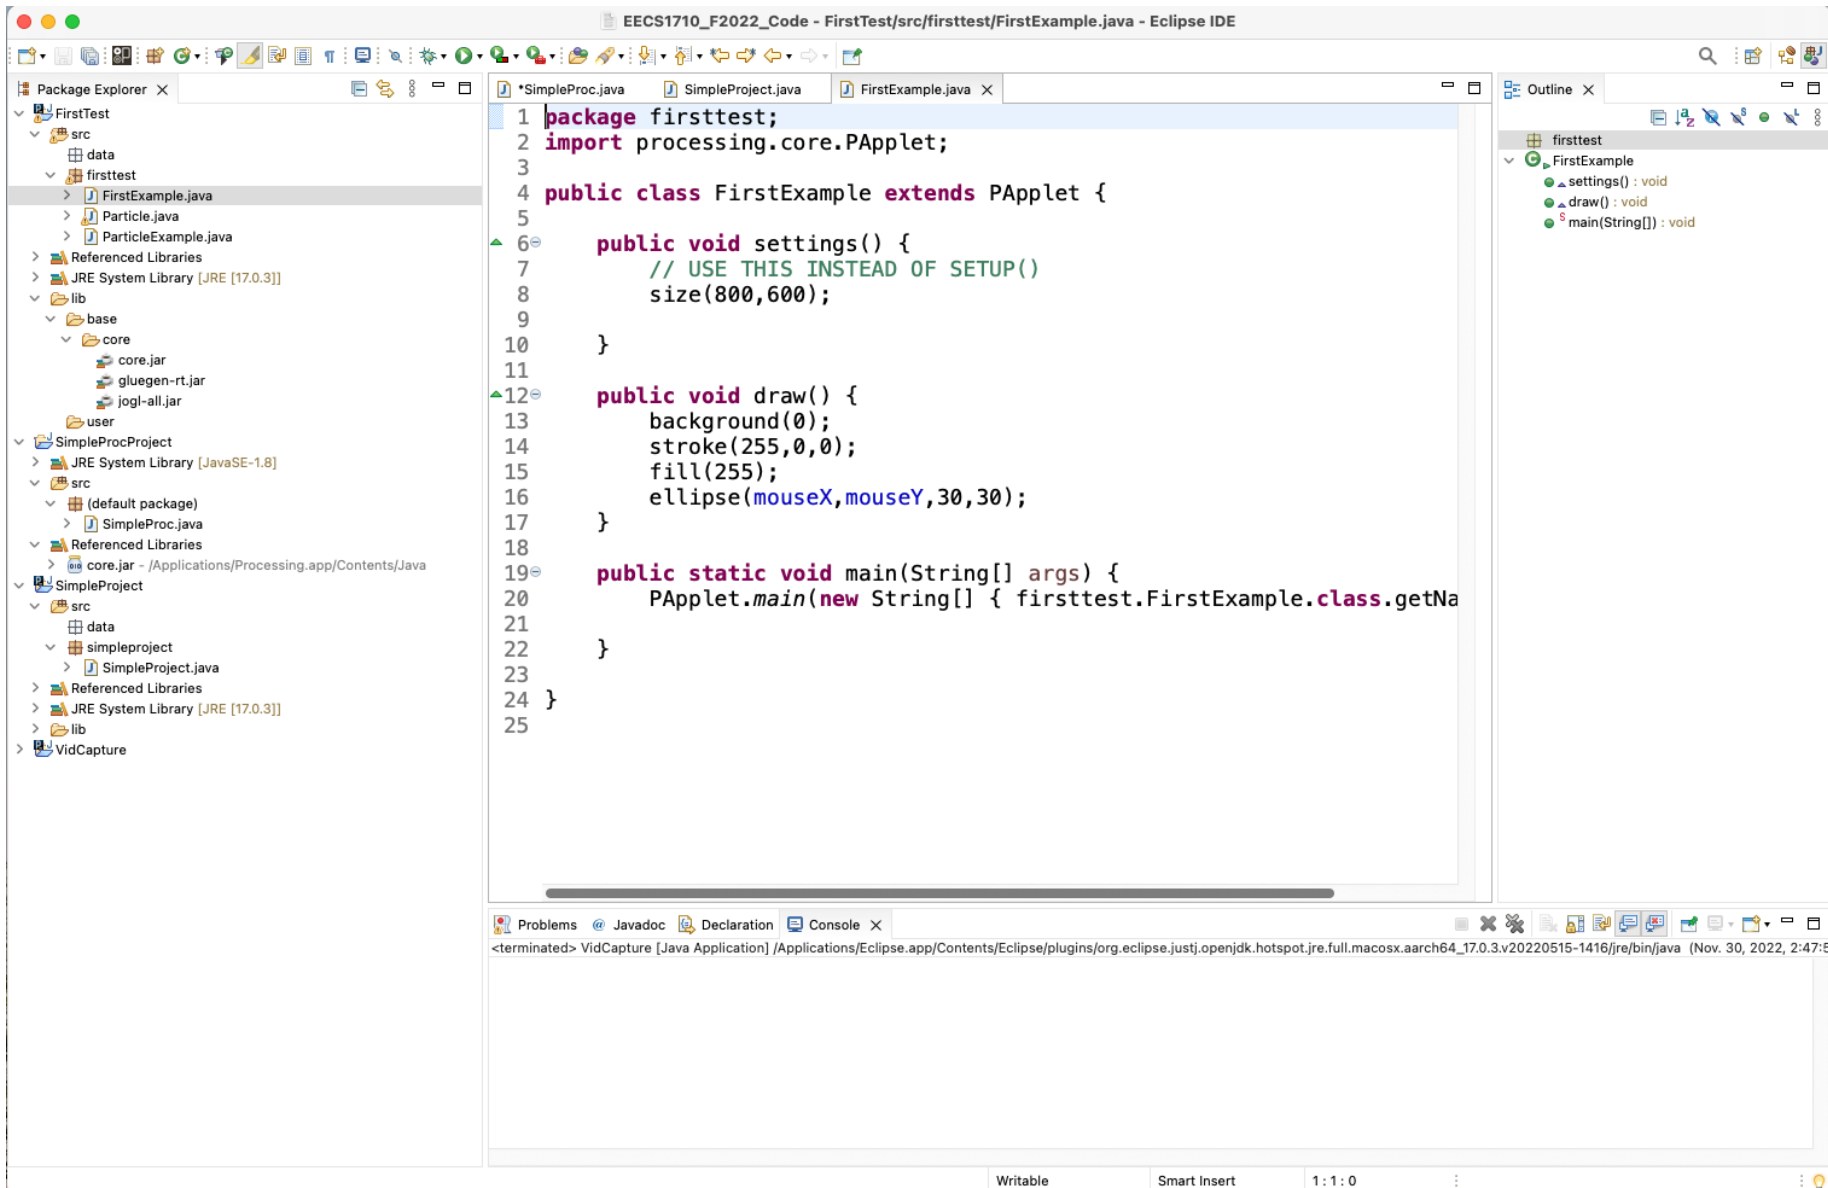 EECS1710_F2022_Code - FirstTest/src/firsttest/FirstExample.java - Eclipse IDE
Package Explorer
FirstTest
src
data
firsttest
FirstExample.java
Particle.java
ParticleExample.java
Referenced Libraries
JRE System Library [JRE [17.0.3]]
lib
base
core
core.jar
gluegen-rt.jar
jogl-all.jar
user
SimpleProcProject
JRE System Library [JavaSE-1.8]
src
(default package)
SimpleProc.java
Referenced Libraries
core.jar - /Applications/Processing.app/Contents/Java
SimpleProject
src
data
simpleproject
SimpleProject.java
Referenced Libraries
JRE System Library [JRE [17.0.3]]
lib
VidCapture
*SimpleProc.java SimpleProject.java FirstExample.java
1 package firsttest;
2 import processing.core.PApplet;
3
4 public class FirstExample extends PApplet {
5
6 public void settings() {
7 // USE THIS INSTEAD OF SETUP()
8 size(800,600);
9
10 }
11
12 public void draw() {
13 background(0);
14 stroke(255,0,0);
15 fill(255);
16 ellipse(mouseX,mouseY,30,30);
17 }
18
19 public static void main(String[] args) {
20 PApplet.main(new String[] { firsttest.FirstExample.class.getNa
21
22 }
23
24 }
25
Outline
firsttest
FirstExample
settings() : void
draw() : void
main(String[]) : void
Problems @ Javadoc Declaration Console
<terminated> VidCapture [Java Application] /Applications/Eclipse.app/Contents/Eclipse/plugins/org.eclipse.justj.openjdk.hotspot.jre.full.macosx.aarch64_17.0.3.v20220515-1416/jre/bin/java (Nov. 30, 2022, 2:47:5
Writable Smart Insert 1 : 1 : 0